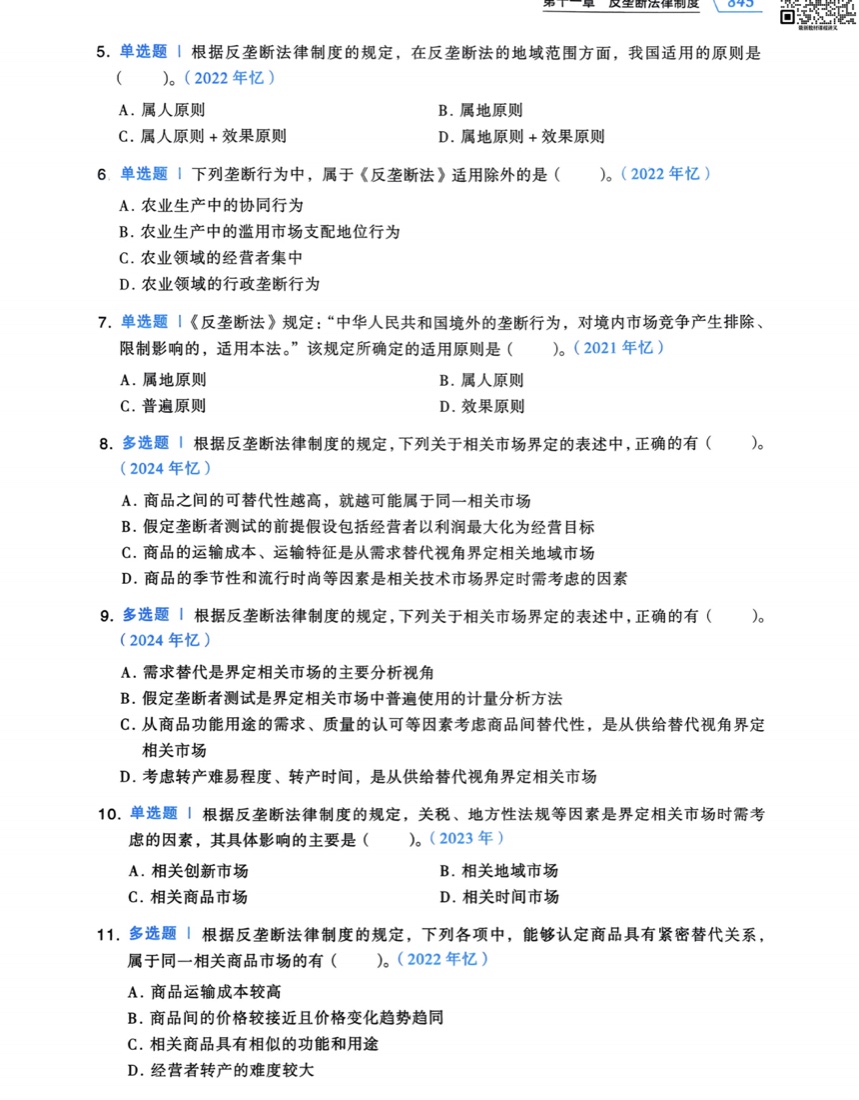 第十一章 反垄断法律制度 845
5. 单选题 | 根据反垄断法律制度的规定，在反垄断法的地域范围方面，我国适用的原则是
（ ）。（2022 年忆）
A. 属人原则 B. 属地原则
C. 属人原则 + 效果原则 D. 属地原则 + 效果原则
6. 单选题 | 下列垄断行为中，属于《反垄断法》适用除外的是（ ）。（2022 年忆）
A. 农业生产中的协同行为
B. 农业生产中的滥用市场支配地位行为
C. 农业领域的经营者集中
D. 农业领域的行政垄断行为
7. 单选题 |《反垄断法》规定：“中华人民共和国境外的垄断行为，对境内市场竞争产生排除、
限制影响的，适用本法。”该规定所确定的适用原则是（ ）。（2021 年忆）
A. 属地原则 B. 属人原则
C. 普遍原则 D. 效果原则
8. 多选题 | 根据反垄断法律制度的规定，下列关于相关市场界定的表述中，正确的有（ ）。
（2024 年忆）
A. 商品之间的可替代性越高，就越可能属于同一相关市场
B. 假定垄断者测试的前提假设包括经营者以利润最大化为经营目标
C. 商品的运输成本、运输特征是从需求替代视角界定相关地域市场
D. 商品的季节性和流行时尚等因素是相关技术市场界定时需考虑的因素
9. 多选题 | 根据反垄断法律制度的规定，下列关于相关市场界定的表述中，正确的有（ ）。
（2024 年忆）
A. 需求替代是界定相关市场的主要分析视角
B. 假定垄断者测试是界定相关市场中普遍使用的计量分析方法
C. 从商品功能用途的需求、质量的认可等因素考虑商品间替代性，是从供给替代视角界定
相关市场
D. 考虑转产难易程度、转产时间，是从供给替代视角界定相关市场
10. 单选题 | 根据反垄断法律制度的规定，关税、地方性法规等因素是界定相关市场时需考
虑的因素，其具体影响的主要是（ ）。（2023 年）
A. 相关创新市场 B. 相关地域市场
C. 相关商品市场 D. 相关时间市场
11. 多选题 | 根据反垄断法律制度的规定，下列各项中，能够认定商品具有紧密替代关系，
属于同一相关商品市场的有（ ）。（2022 年忆）
A. 商品运输成本较高
B. 商品间的价格较接近且价格变化趋势趋同
C. 相关商品具有相似的功能和用途
D. 经营者转产的难度较大